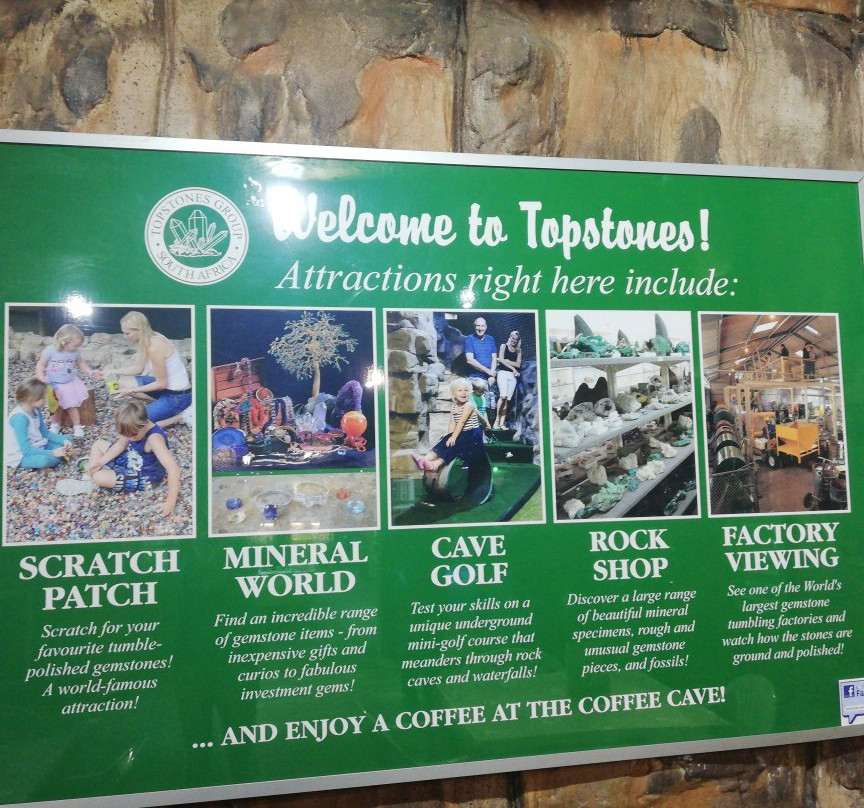 TOPSTONES GROUP
SOUTH AFRICA
Welcome to Topstones!
Attractions right here include:
SCRATCH
PATCH
Scratch for your
favourite tumble-
polished gemstones!
A world-famous
attraction!
MINERAL
WORLD
Find an incredible range
of gemstone items - from
inexpensive gifts and
curios to fabulous
investment gems!
CAVE
GOLF
Test your skills on a
unique underground
mini-golf course that
meanders through rock
caves and waterfalls!
ROCK
SHOP
Discover a large range
of beautiful mineral
specimens, rough and
unusual gemstone
pieces, and fossils!
FACTORY
VIEWING
See one of the World's
largest gemstone
tumbling factories and
watch how the stones are
ground and polished!
... AND ENJOY A COFFEE AT THE COFFEE CAVE!